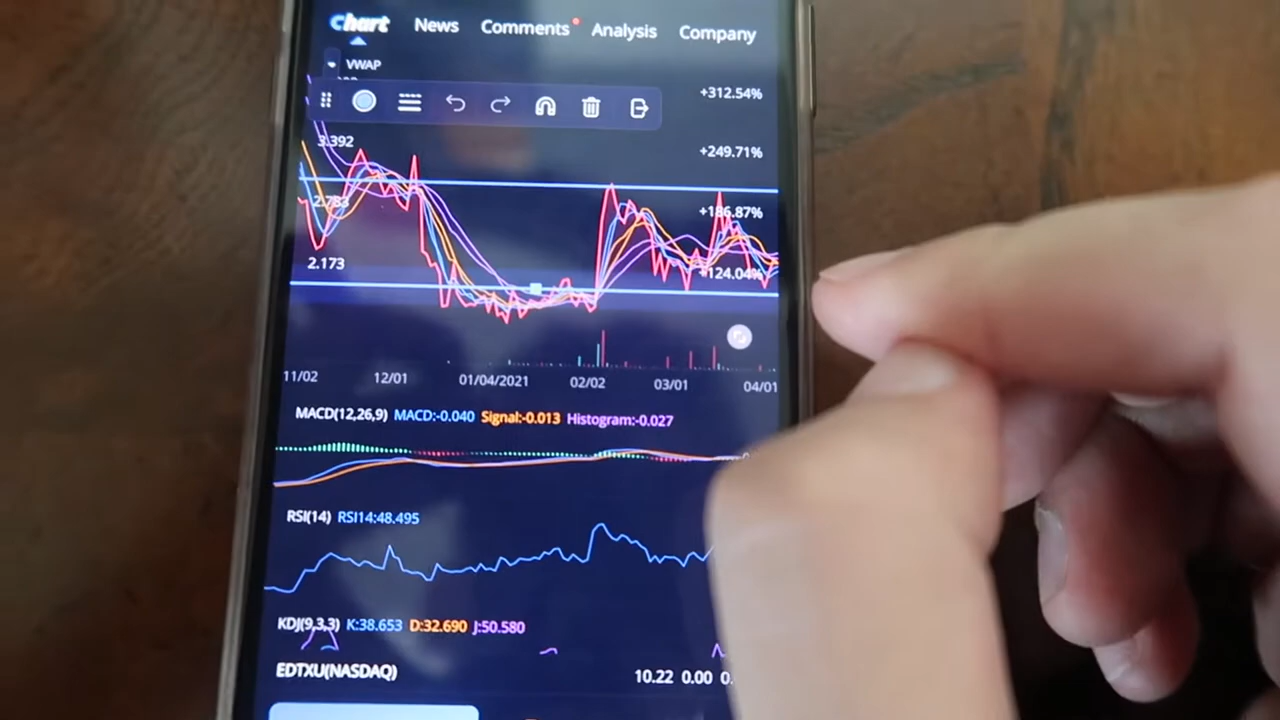 Chart News Comments Analysis Company
VWAP
+312.54%
3.392
+249.71%
2.783
+186.87%
2.173
+124.04%
11/02 12/01 01/04/2021 02/02 03/01 04/01
MACD(12,26,9) MACD:-0.040 Signal:-0.013 Histogram:-0.027
RSI(14) RSI14:48.495
KDJ(9,3,3) K:38.653 D:32.690 J:50.580
EDTXU(NASDAQ) 10.22 0.00